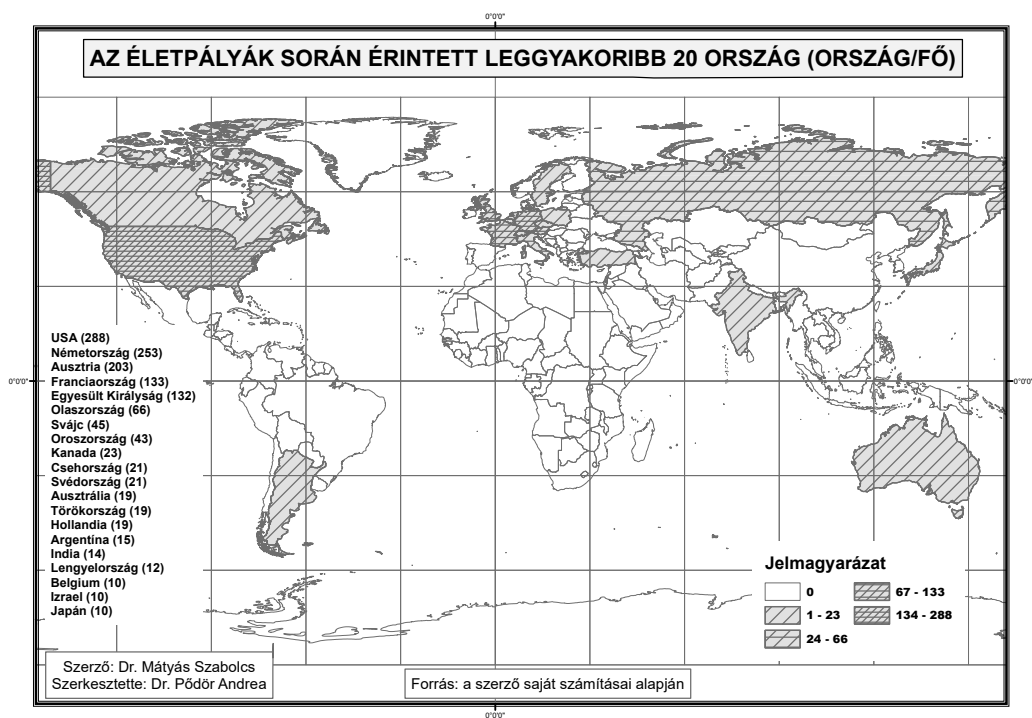 0°0'0"
AZ ÉLETPÁLYÁK SORÁN ÉRINTETT LEGGYAKORIBB 20 ORSZÁG (ORSZÁG/FŐ)
USA (288)
Németország (253)
Ausztria (203)
Franciaország (133)
Egyesült Királyság (132)
Olaszország (66)
Svájc (45)
Oroszország (43)
Kanada (23)
Csehország (21)
Svédország (21)
Ausztrália (19)
Törökország (19)
Hollandia (19)
Argentína (15)
India (14)
Lengyelország (12)
Belgium (10)
Izrael (10)
Japán (10)
0°0'0"
0°0'0"
Jelmagyarázat
0
1 - 23
24 - 66
67 - 133
134 - 288
Szerző: Dr. Mátyás Szabolcs
Szerkesztette: Dr. Pődör Andrea
Forrás: a szerző saját számításai alapján
0°0'0"